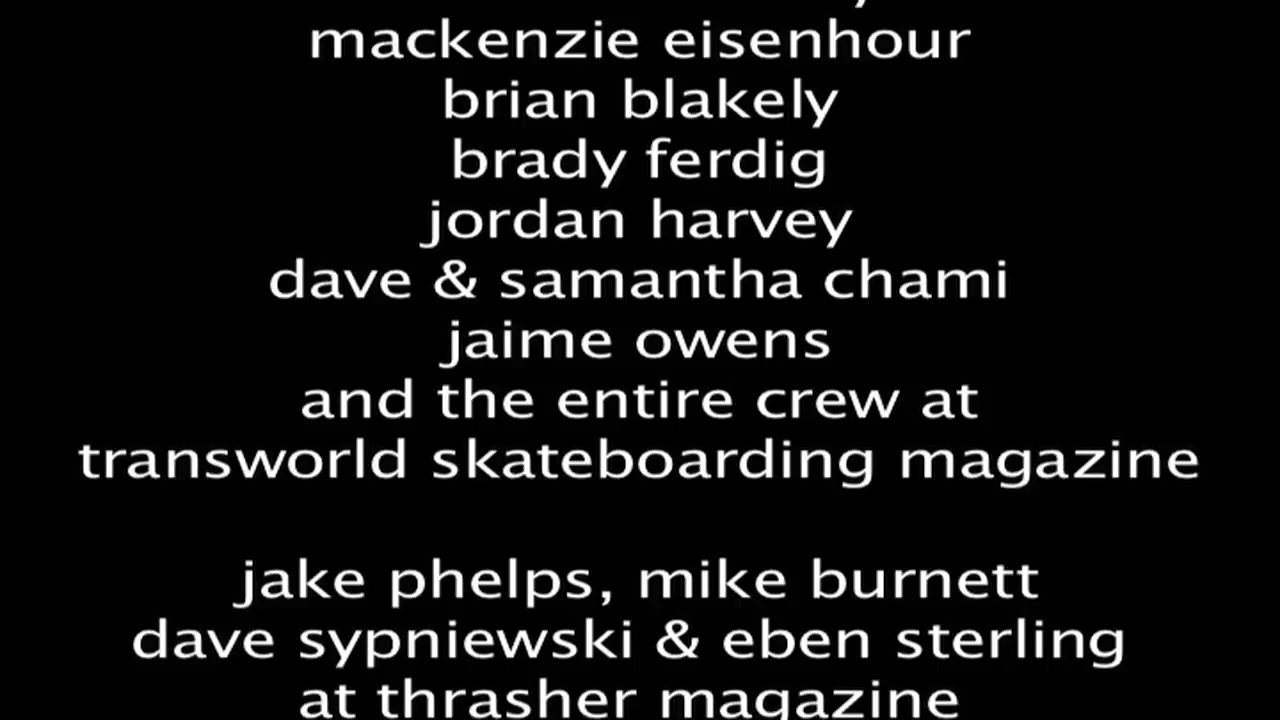 mackenzie eisenhour
brian blakely
brady ferdig
jordan harvey
dave & samantha chami
jaime owens
and the entire crew at
transworld skateboarding magazine
jake phelps, mike burnett
dave sypniewski & eben sterling
at thrasher magazine